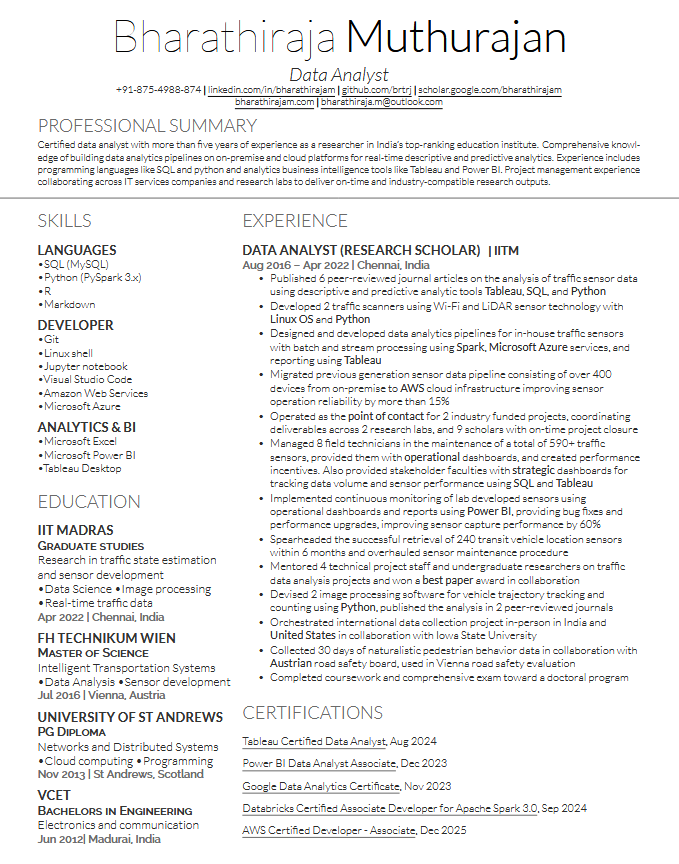 Bharathiraja Muthurajan
Data Analyst
+91-875-4988-874 | linkedin.com/in/bharathirajam | github.com/brtrj | scholar.google.com/bharathirajam
bharathirajam.com | bharathiraja.m@outlook.com
PROFESSIONAL SUMMARY
Certified data analyst with more than five years of experience as a researcher in India's top-ranking education institute. Comprehensive knowl-
edge of building data analytics pipelines on on-premise and cloud platforms for real-time descriptive and predictive analytics. Experience includes
programming languages like SQL and python and analytics business intelligence tools like Tableau and Power BI. Project management experience
collaborating across IT services companies and research labs to deliver on-time and industry-compatible research outputs.
SKILLS
LANGUAGES
•SQL (MySQL)
•Python (PySpark 3.x)
•R
•Markdown
DEVELOPER
•Git
•Linux shell
•Jupyter notebook
•Visual Studio Code
•Amazon Web Services
•Microsoft Azure
ANALYTICS & BI
•Microsoft Excel
•Microsoft Power BI
•Tableau Desktop
EDUCATION
IIT MADRAS
GRADUATE STUDIES
Research in traffic state estimation
and sensor development
•Data Science •Image processing
•Real-time traffic data
Apr 2022 | Chennai, India
FH TECHNIKUM WIEN
MASTER OF SCIENCE
Intelligent Transportation Systems
•Data Analysis •Sensor development
Jul 2016 | Vienna, Austria
UNIVERSITY OF ST ANDREWS
PG DIPLOMA
Networks and Distributed Systems
•Cloud computing •Programming
Nov 2013 | St Andrews, Scotland
VCET
BACHELORS IN ENGINEERING
Electronics and communication
Jun 2012| Madurai, India
EXPERIENCE
DATA ANALYST (RESEARCH SCHOLAR) | IITM
Aug 2016 – Apr 2022 | Chennai, India
• Published 6 peer-reviewed journal articles on the analysis of traffic sensor data
using descriptive and predictive analytic tools Tableau, SQL, and Python
• Developed 2 traffic scanners using Wi-Fi and LiDAR sensor technology with
Linux OS and Python
• Designed and developed data analytics pipelines for in-house traffic sensors
with batch and stream processing using Spark, Microsoft Azure services, and
reporting using Tableau
• Migrated previous generation sensor data pipeline consisting of over 400
devices from on-premise to AWS cloud infrastructure improving sensor
operation reliability by more than 15%
• Operated as the point of contact for 2 industry funded projects, coordinating
deliverables across 2 research labs, and 9 scholars with on-time project closure
• Managed 8 field technicians in the maintenance of a total of 590+ traffic
sensors, provided them with operational dashboards, and created performance
incentives. Also provided stakeholder faculties with strategic dashboards for
tracking data volume and sensor performance using SQL and Tableau
• Implemented continuous monitoring of lab developed sensors using
operational dashboards and reports using Power BI, providing bug fixes and
performance upgrades, improving sensor capture performance by 60%
• Spearheaded the successful retrieval of 240 transit vehicle location sensors
within 6 months and overhauled sensor maintenance procedure
• Mentored 4 technical project staff and undergraduate researchers on traffic
data analysis projects and won a best paper award in collaboration
• Devised 2 image processing software for vehicle trajectory tracking and
counting using Python, published the analysis in 2 peer-reviewed journals
• Orchestrated international data collection project in-person in India and
United States in collaboration with Iowa State University
• Collected 30 days of naturalistic pedestrian behavior data in collaboration with
Austrian road safety board, used in Vienna road safety evaluation
• Completed coursework and comprehensive exam toward a doctoral program
CERTIFICATIONS
Tableau Certified Data Analyst, Aug 2024
Power BI Data Analyst Associate, Dec 2023
Google Data Analytics Certificate, Nov 2023
Databricks Certified Associate Developer for Apache Spark 3.0, Sep 2024
AWS Certified Developer - Associate, Dec 2025